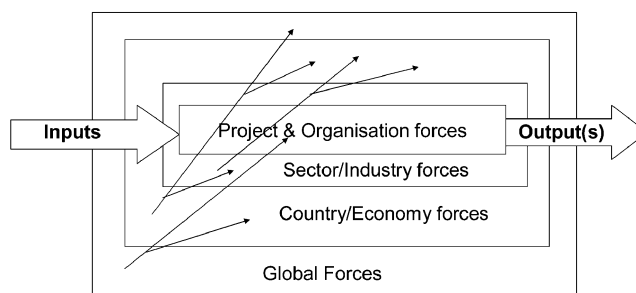 Inputs
Project & Organisation forces
Output(s)
Sector/Industry forces
Country/Economy forces
Global Forces